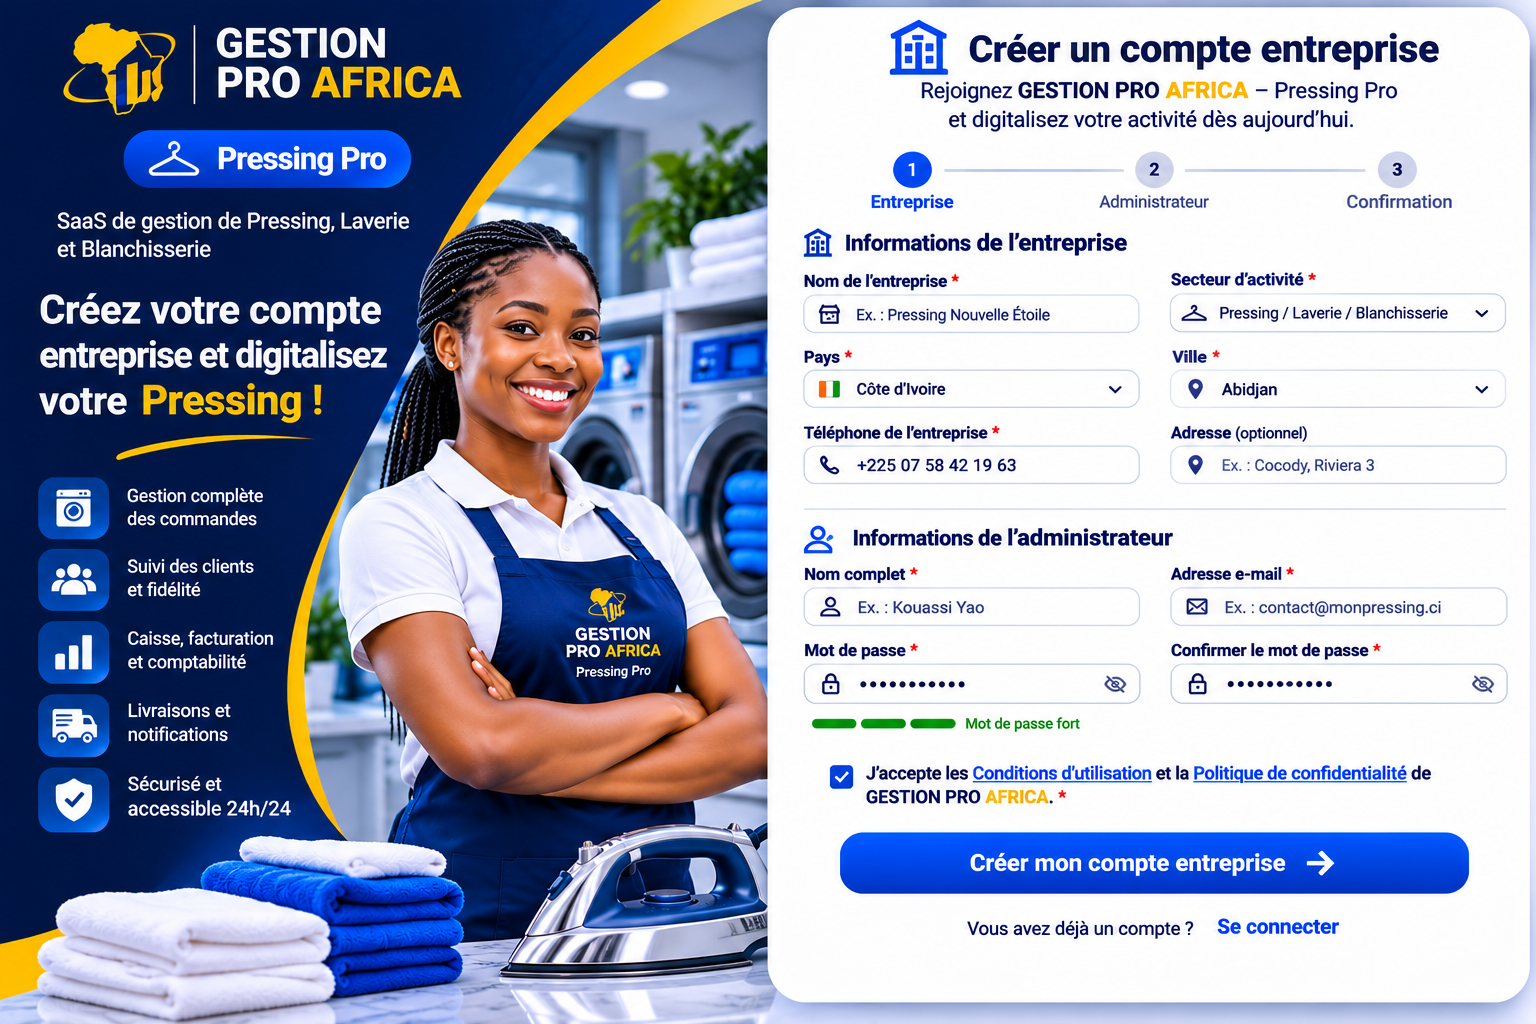 GESTION
PRO AFRICA
Pressing Pro
SaaS de gestion de Pressing, Laverie
et Blanchisserie
Créez votre compte
entreprise et digitalisez
votre Pressing !
Gestion complète
des commandes
Suivi des clients
et fidélité
Caisse, facturation
et comptabilité
Livraisons et
notifications
Sécurisé et
accessible 24h/24
GESTION
PRO AFRICA
Pressing Pro
Créer un compte entreprise
Rejoignez GESTION PRO AFRICA – Pressing Pro
et digitalisez votre activité dès aujourd’hui.
1 2 3
Entreprise Administrateur Confirmation
Informations de l’entreprise
Nom de l’entreprise * Secteur d’activité *
Ex. : Pressing Nouvelle Étoile Pressing / Laverie / Blanchisserie
Pays * Ville *
Côte d’Ivoire Abidjan
Téléphone de l’entreprise * Adresse (optionnel)
+225 07 58 42 19 63 Ex. : Cocody, Riviera 3
Informations de l’administrateur
Nom complet * Adresse e-mail *
Ex. : Kouassi Yao Ex. : contact@monpressing.ci
Mot de passe * Confirmer le mot de passe *
••••••••••• •••••••••••
Mot de passe fort
J’accepte les Conditions d’utilisation et la Politique de confidentialité de
GESTION PRO AFRICA. *
Créer mon compte entreprise →
Vous avez déjà un compte ? Se connecter